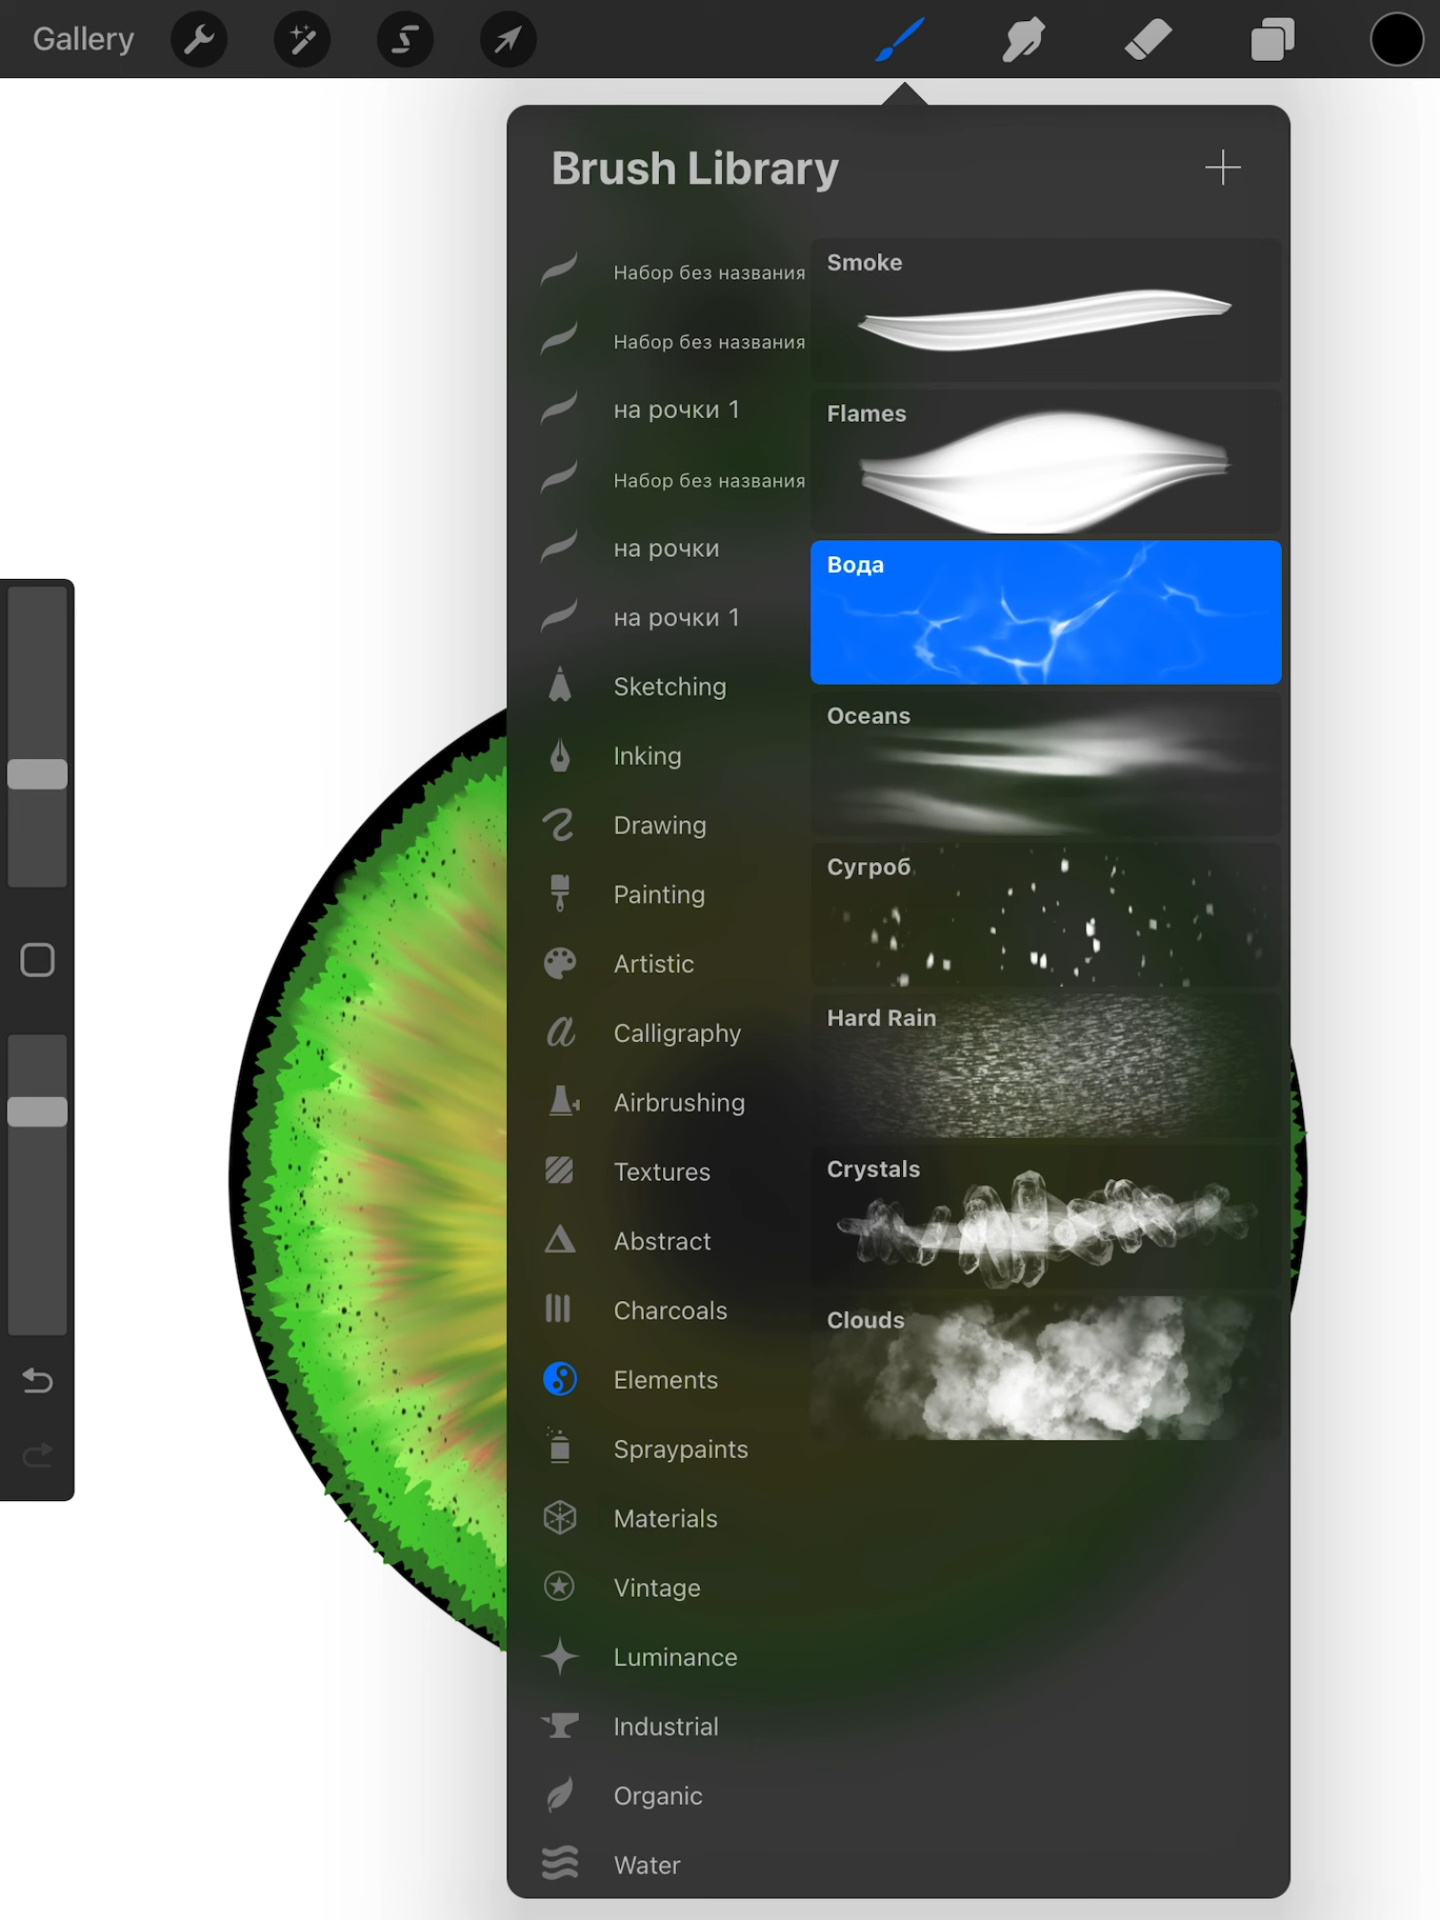 Gallery
Brush Library
Набор без названия
Набор без названия
на рочки 1
Набор без названия
на рочки
на рочки 1
Sketching
Inking
Drawing
Painting
Artistic
Calligraphy
Airbrushing
Textures
Abstract
Charcoals
Elements
Spraypaints
Materials
Vintage
Luminance
Industrial
Organic
Water
Smoke
Flames
Вода
Oceans
Сугроб
Hard Rain
Crystals
Clouds